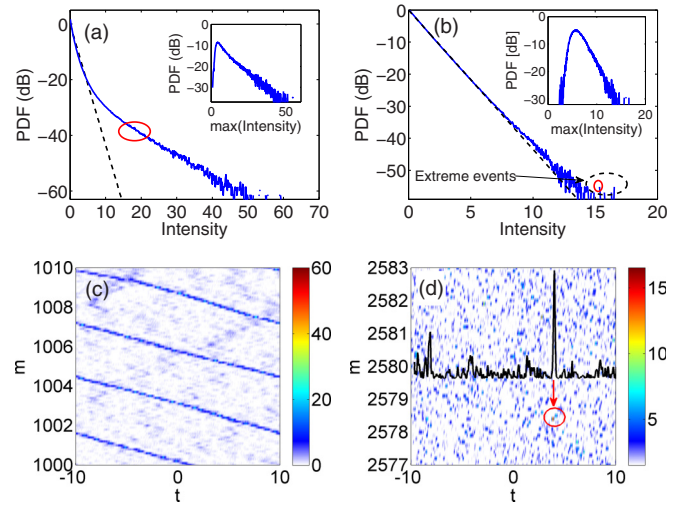 (a)
PDF (dB)
0
−20
−40
−60
0 10 20 30 40 50 60 70
Intensity
PDF (dB)
0
−10
−20
−30
0 50
max(Intensity)
(b)
PDF (dB)
0
−10
−20
−30
−40
−50
0 5 10 15 20
Intensity
Extreme events
PDF [dB]
0
−10
−20
−30
0 10 20
max(Intensity)
(c)
m
1010
1008
1006
1004
1002
1000
-10 0 10
t
60
40
20
0
(d)
m
2583
2582
2580
2579
2578
2577
-10 0 10
t
15
10
5